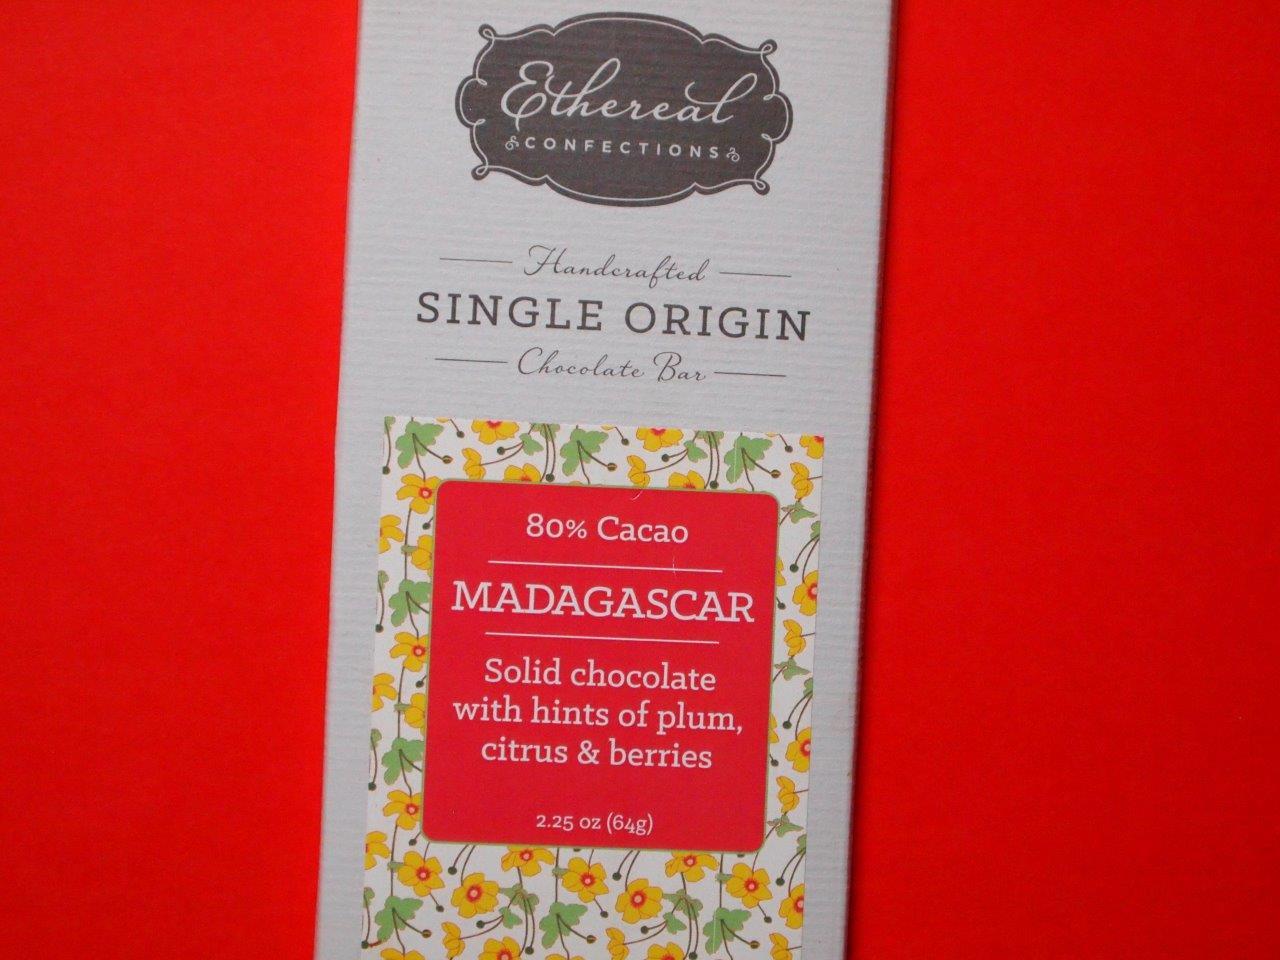 Ethereal
CONFECTIONS
Handcrafted
SINGLE ORIGIN
Chocolate Bar
80% Cacao
MADAGASCAR
Solid chocolate
with hints of plum,
citrus & berries
2.25 oz (64g)